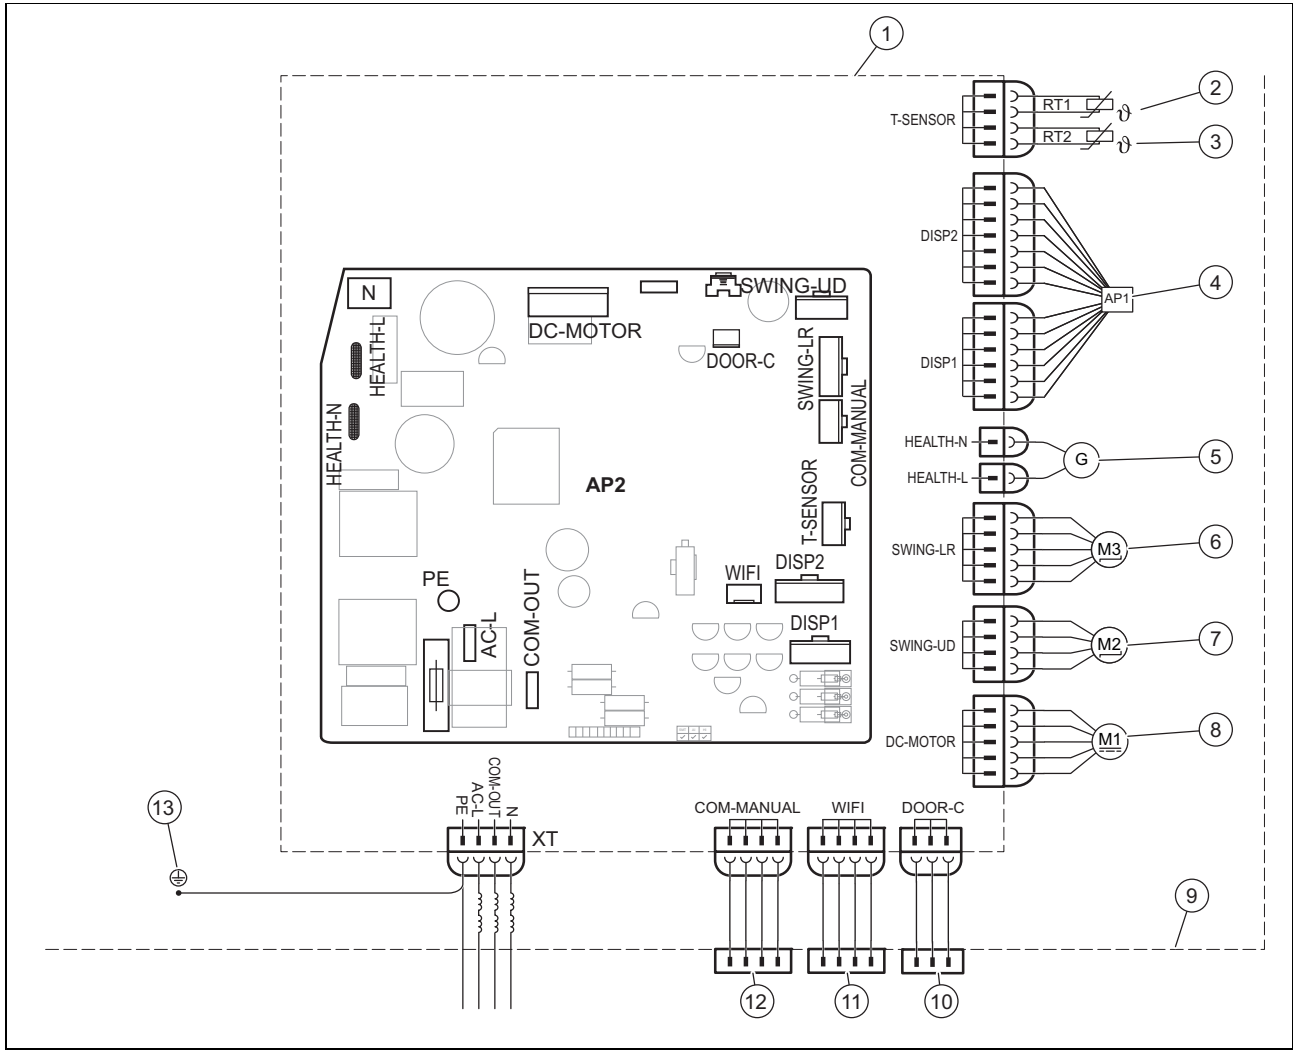 1
T-SENSOR
RT1
ϑ
2
RT2
ϑ
3
DISP2
AP1
4
DISP1
HEALTH-N
HEALTH-L
G
5
SWING-LR
M3
6
SWING-UD
M2
7
DC-MOTOR
M1
8
N
HEALTH-L
HEALTH-N
DC-MOTOR
SWING-UD
DOOR-C
SWING-LR
COM-MANUAL
AP2
T-SENSOR
PE
AC-L
COM-OUT
WIFI
DISP2
DISP1
PE
AC-L
COM-OUT
N
XT
COM-MANUAL
WIFI
DOOR-C
13
9
12
11
10